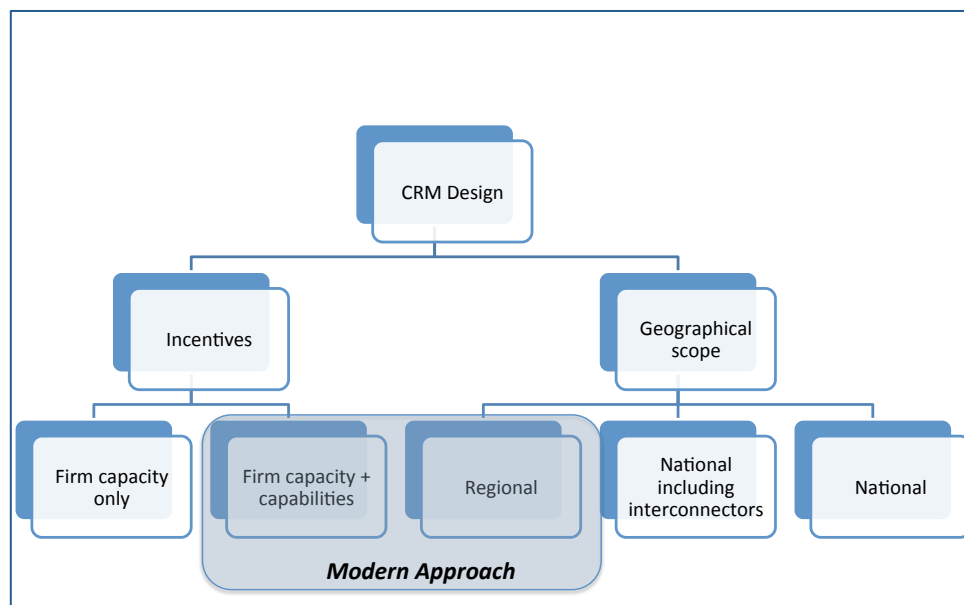 CRM Design
Incentives
Geographical
scope
Firm capacity
only
Firm capacity +
capabilities
Regional
National
including
interconnectors
National
Modern Approach